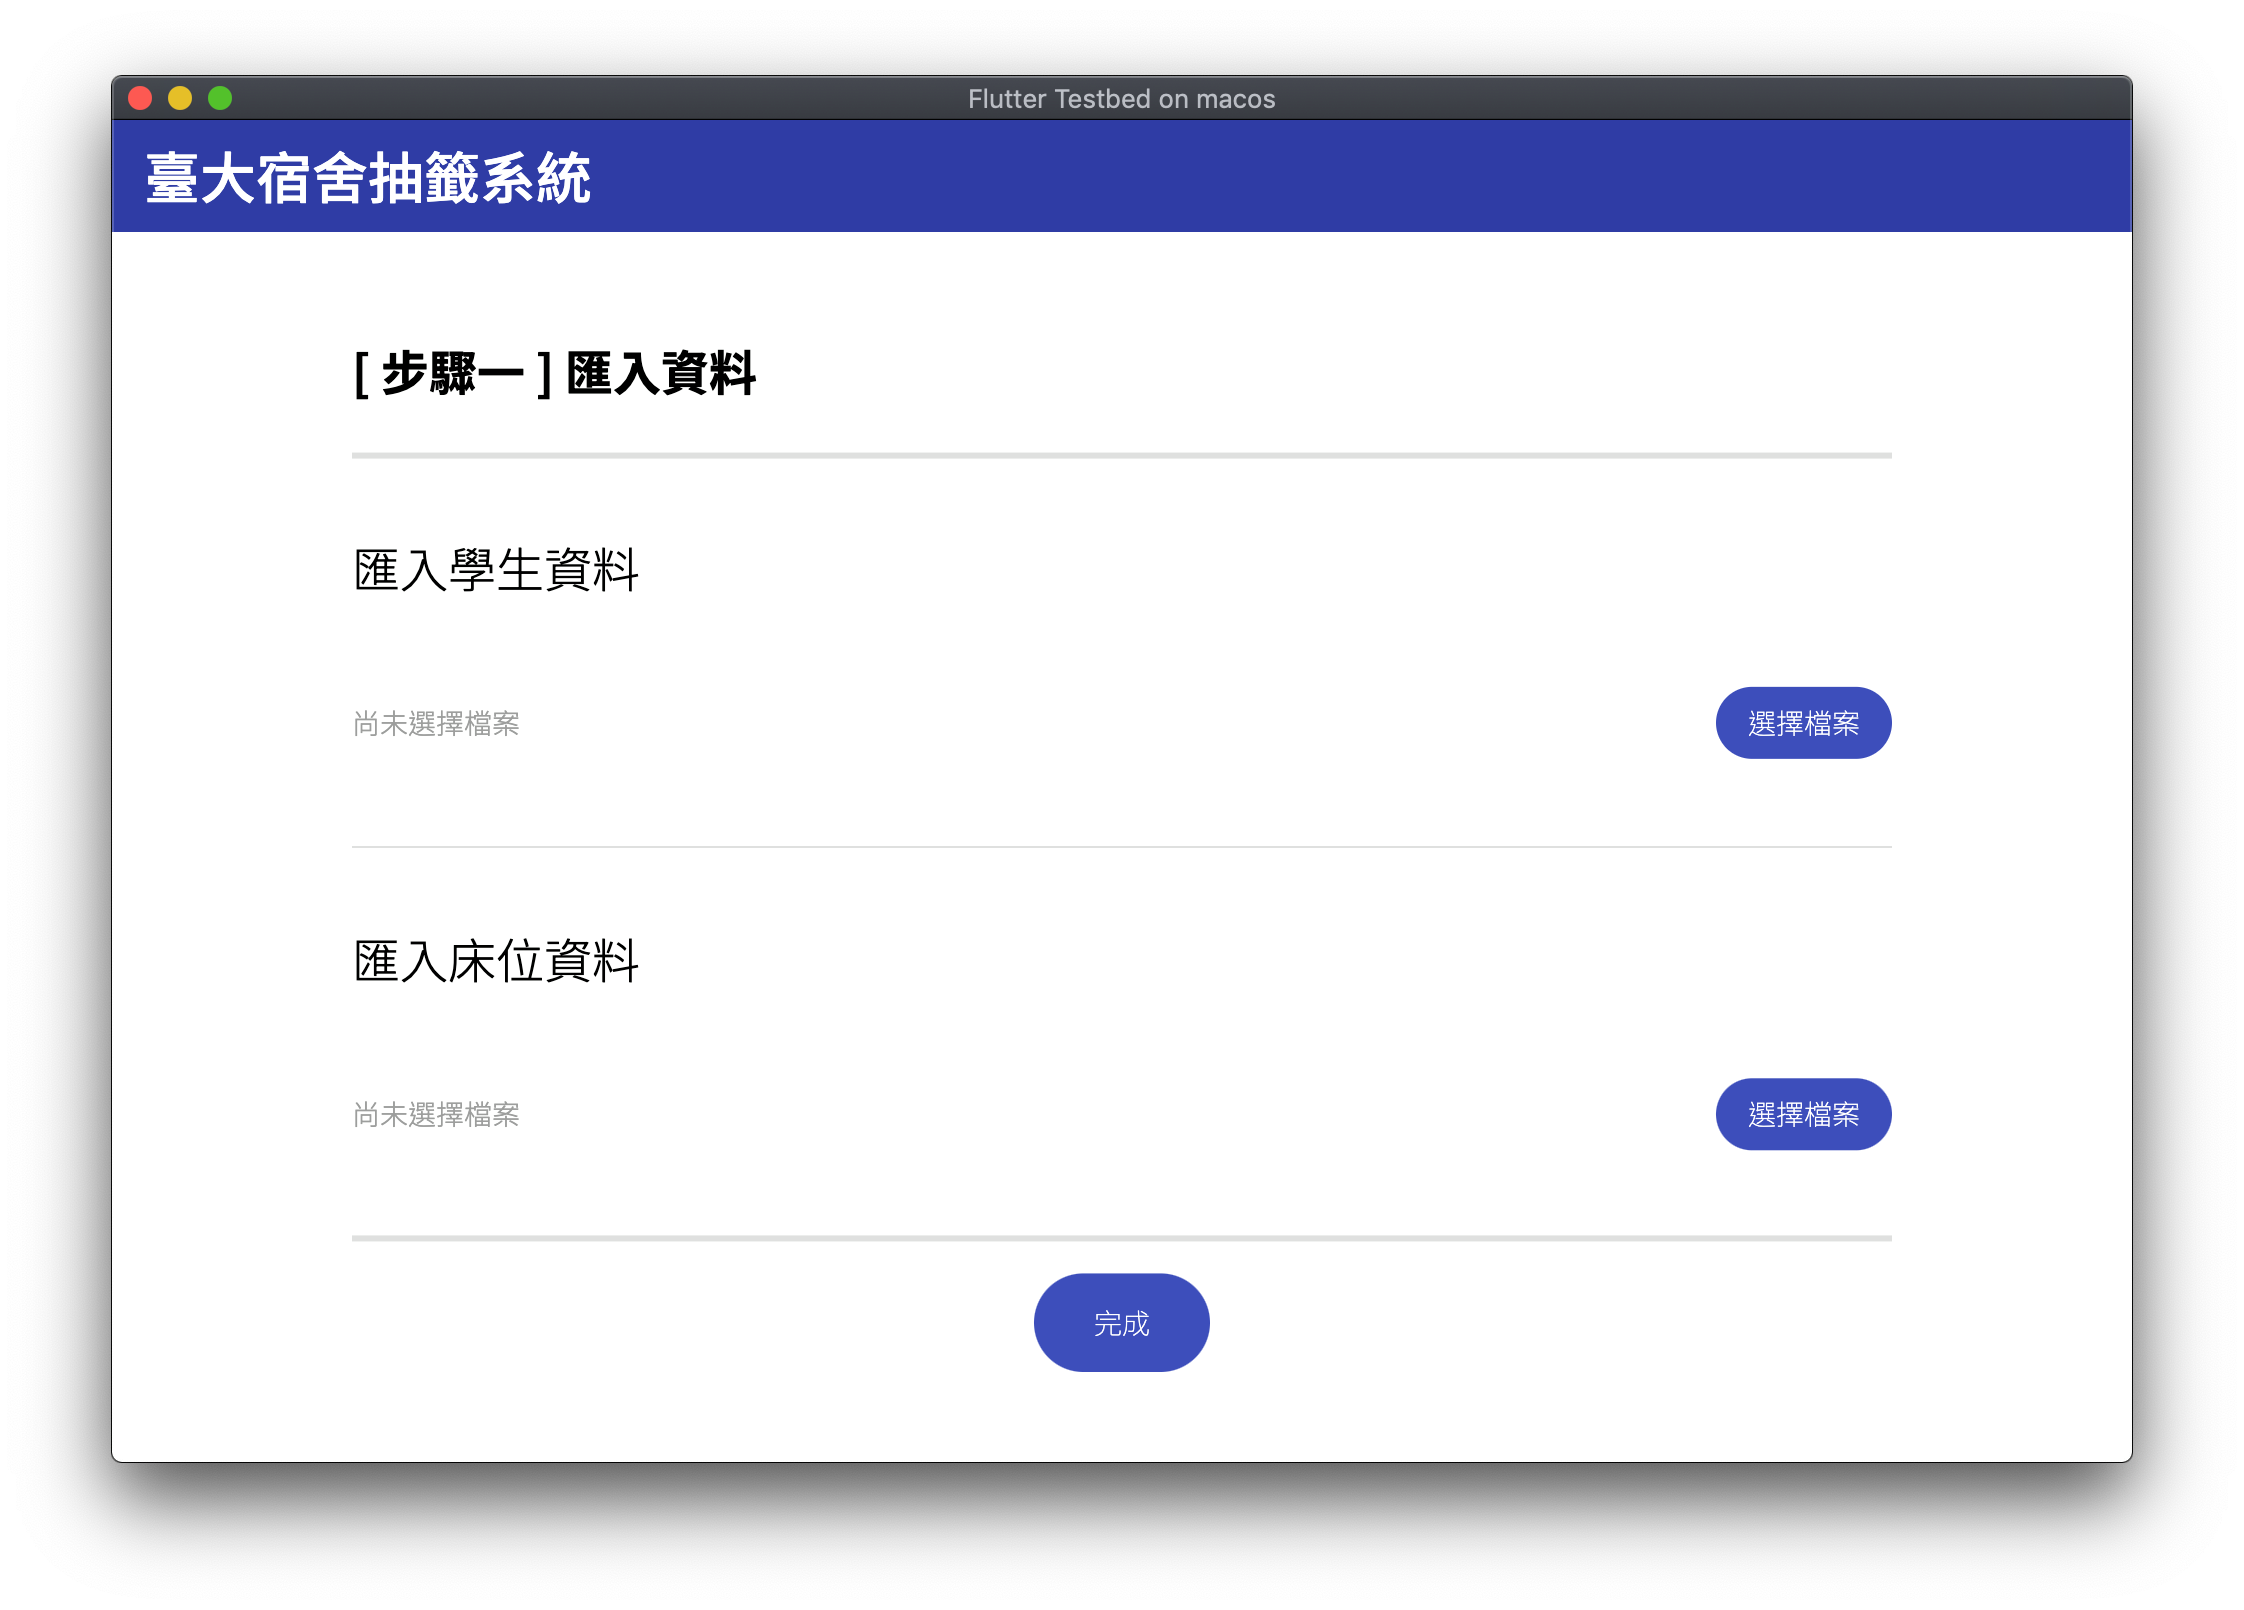 Flutter Testbed on macos
臺大宿舍抽籤系統
[ 步驟一 ] 匯入資料
匯入學生資料
尚未選擇檔案
選擇檔案
匯入床位資料
尚未選擇檔案
選擇檔案
完成